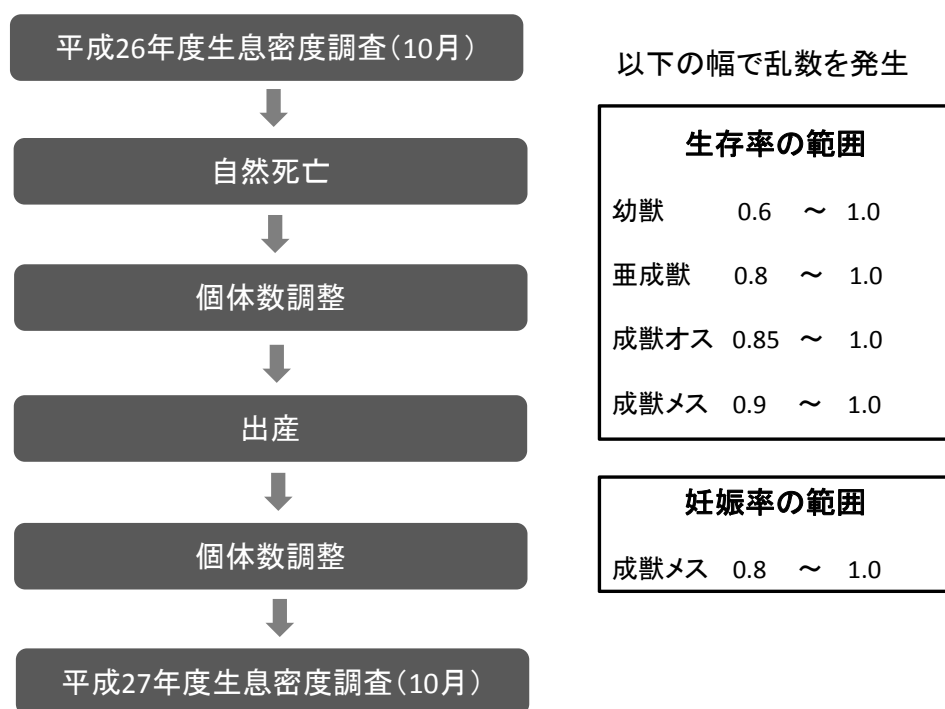 平成26年度生息密度調査(10月)
自然死亡
個体数調整
出産
個体数調整
平成27年度生息密度調査(10月)
以下の幅で乱数を発生
生存率の範囲
幼獣 0.6 ～ 1.0
亜成獣 0.8 ～ 1.0
成獣オス 0.85 ～ 1.0
成獣メス 0.9 ～ 1.0
妊娠率の範囲
成獣メス 0.8 ～ 1.0